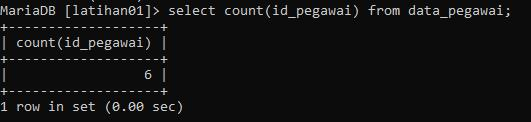 MariaDB [latihan01]> select count(id_pegawai) from data_pegawai;
+-------------------+
| count(id_pegawai) |
+-------------------+
|                 6 |
+-------------------+
1 row in set (0.00 sec)